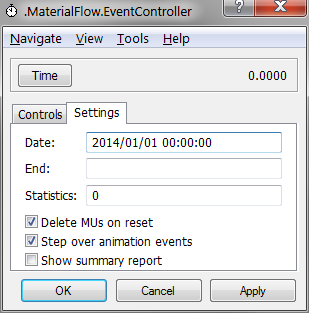 .MaterialFlow.EventController
?
Navigate View Tools Help
Time 0.0000
Controls Settings
Date: 2014/01/01 00:00:00
End:
Statistics: 0
Delete MUs on reset
Step over animation events
Show summary report
OK Cancel Apply